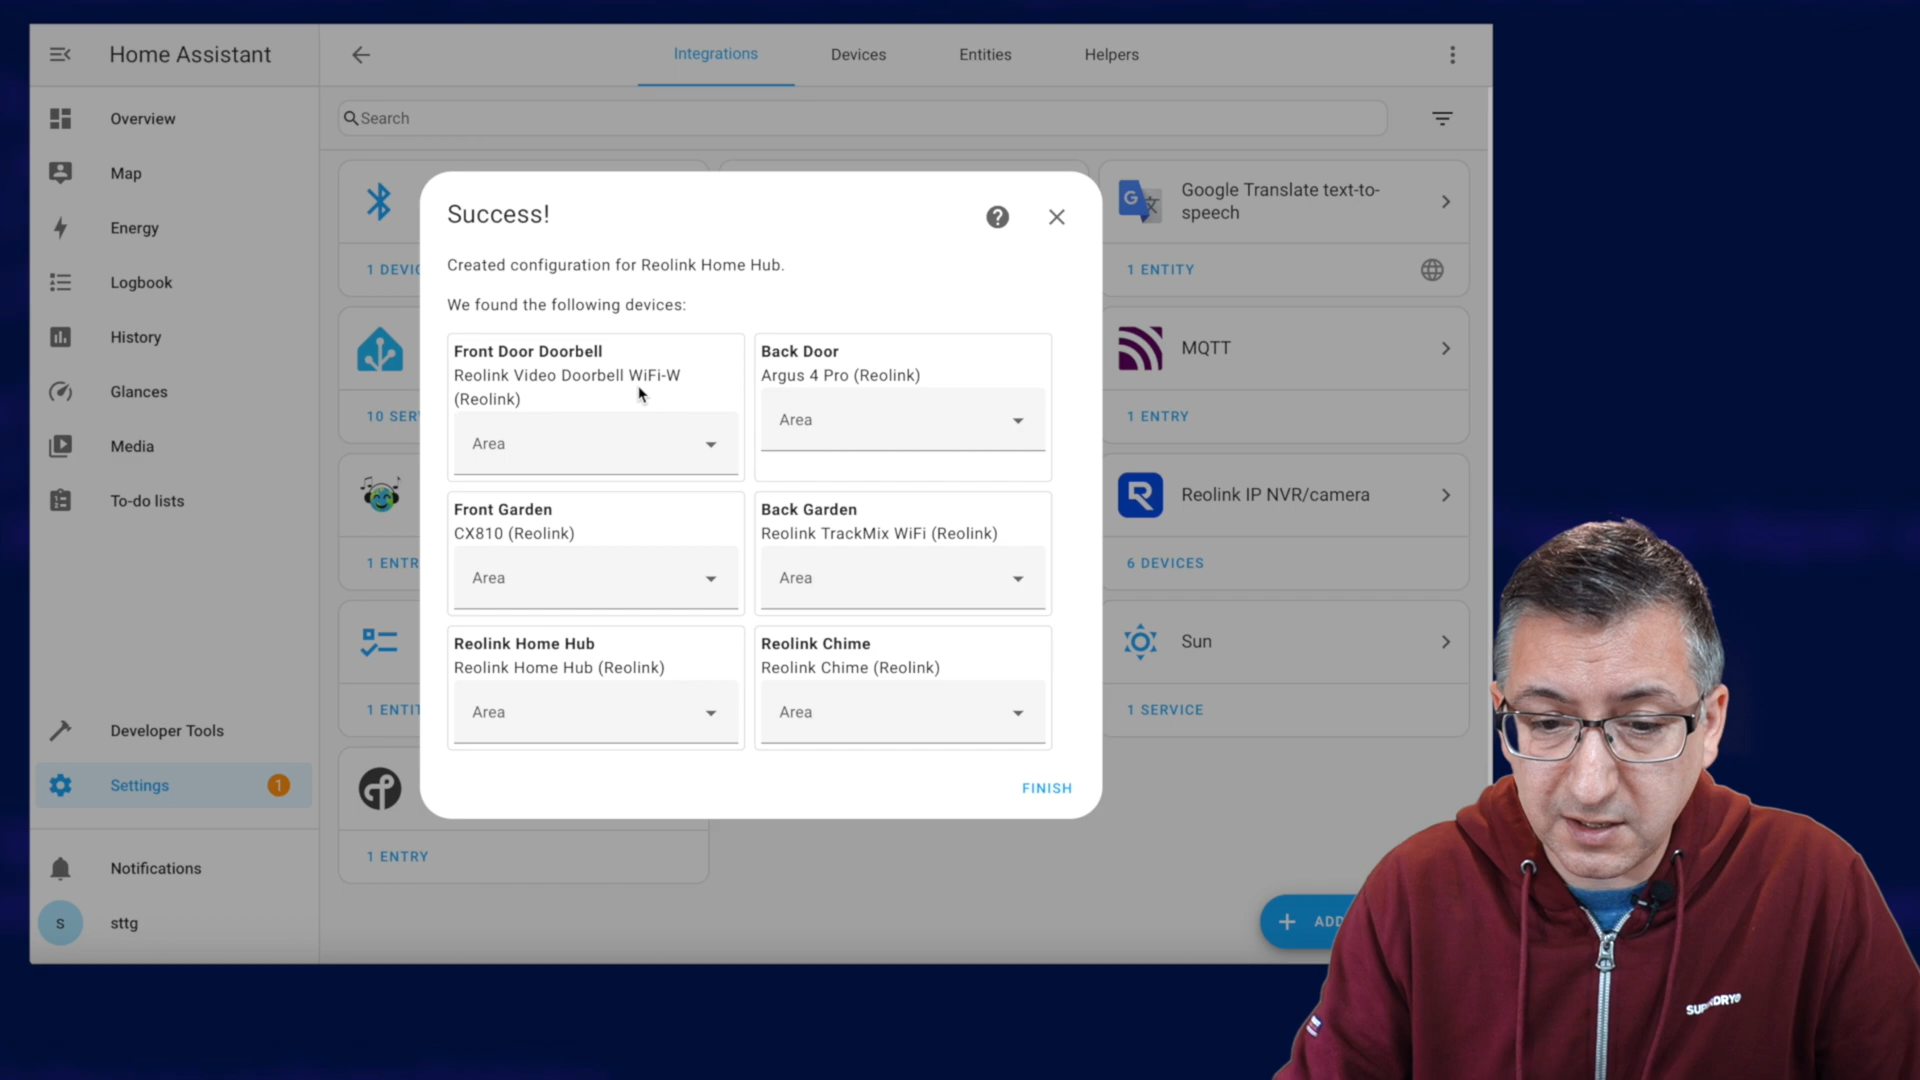 Home Assistant
Integrations
Devices
Entities
Helpers
Search
Overview
Map
Energy
Logbook
History
Glances
Media
To-do lists
Developer Tools
Settings
1
Notifications
s
sttg
1 DEVIC
10 SER
1 ENTR
1 ENTIT
1 ENTRY
Google Translate text-to-
speech
1 ENTITY
MQTT
1 ENTRY
Reolink IP NVR/camera
6 DEVICES
Sun
1 SERVICE
ADD
Success!
Created configuration for Reolink Home Hub.
We found the following devices:
Front Door Doorbell
Reolink Video Doorbell WiFi-W
(Reolink)
Area
Back Door
Argus 4 Pro (Reolink)
Area
Front Garden
CX810 (Reolink)
Area
Back Garden
Reolink TrackMix WiFi (Reolink)
Area
Reolink Home Hub
Reolink Home Hub (Reolink)
Area
Reolink Chime
Reolink Chime (Reolink)
Area
FINISH
SUPERDRY